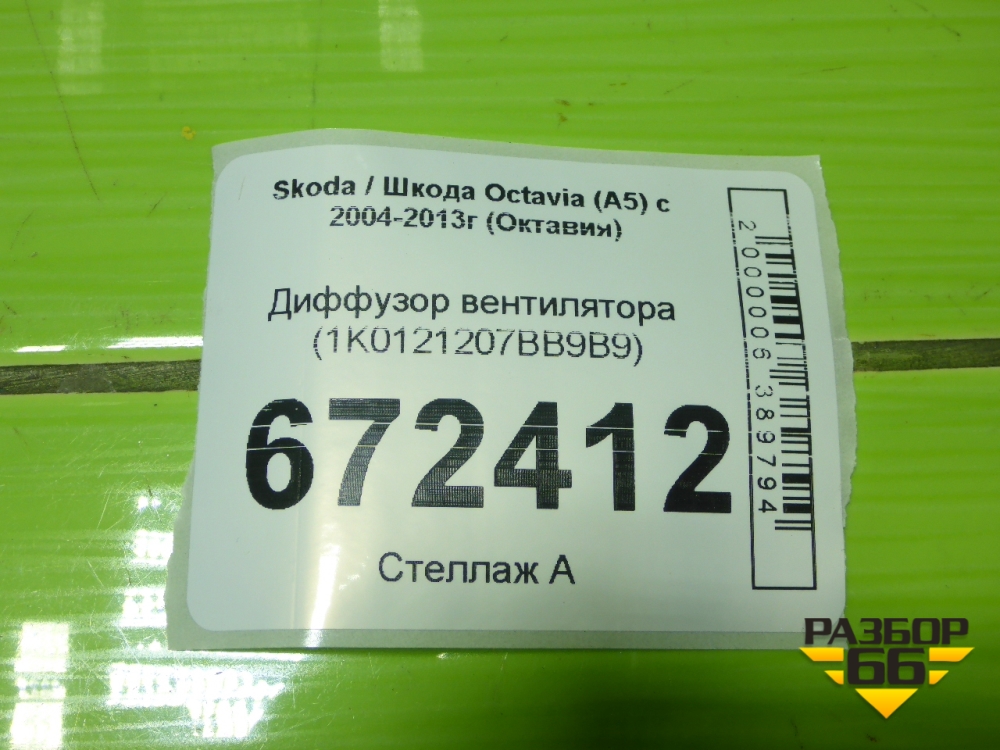 Skoda / Шкода Octavia (A5) с
2004-2013г (Октавия)
Диффузор вентилятора
(1K0121207BB9B9)
672412
Стеллаж А
2000006389794
РАЗБОР
66